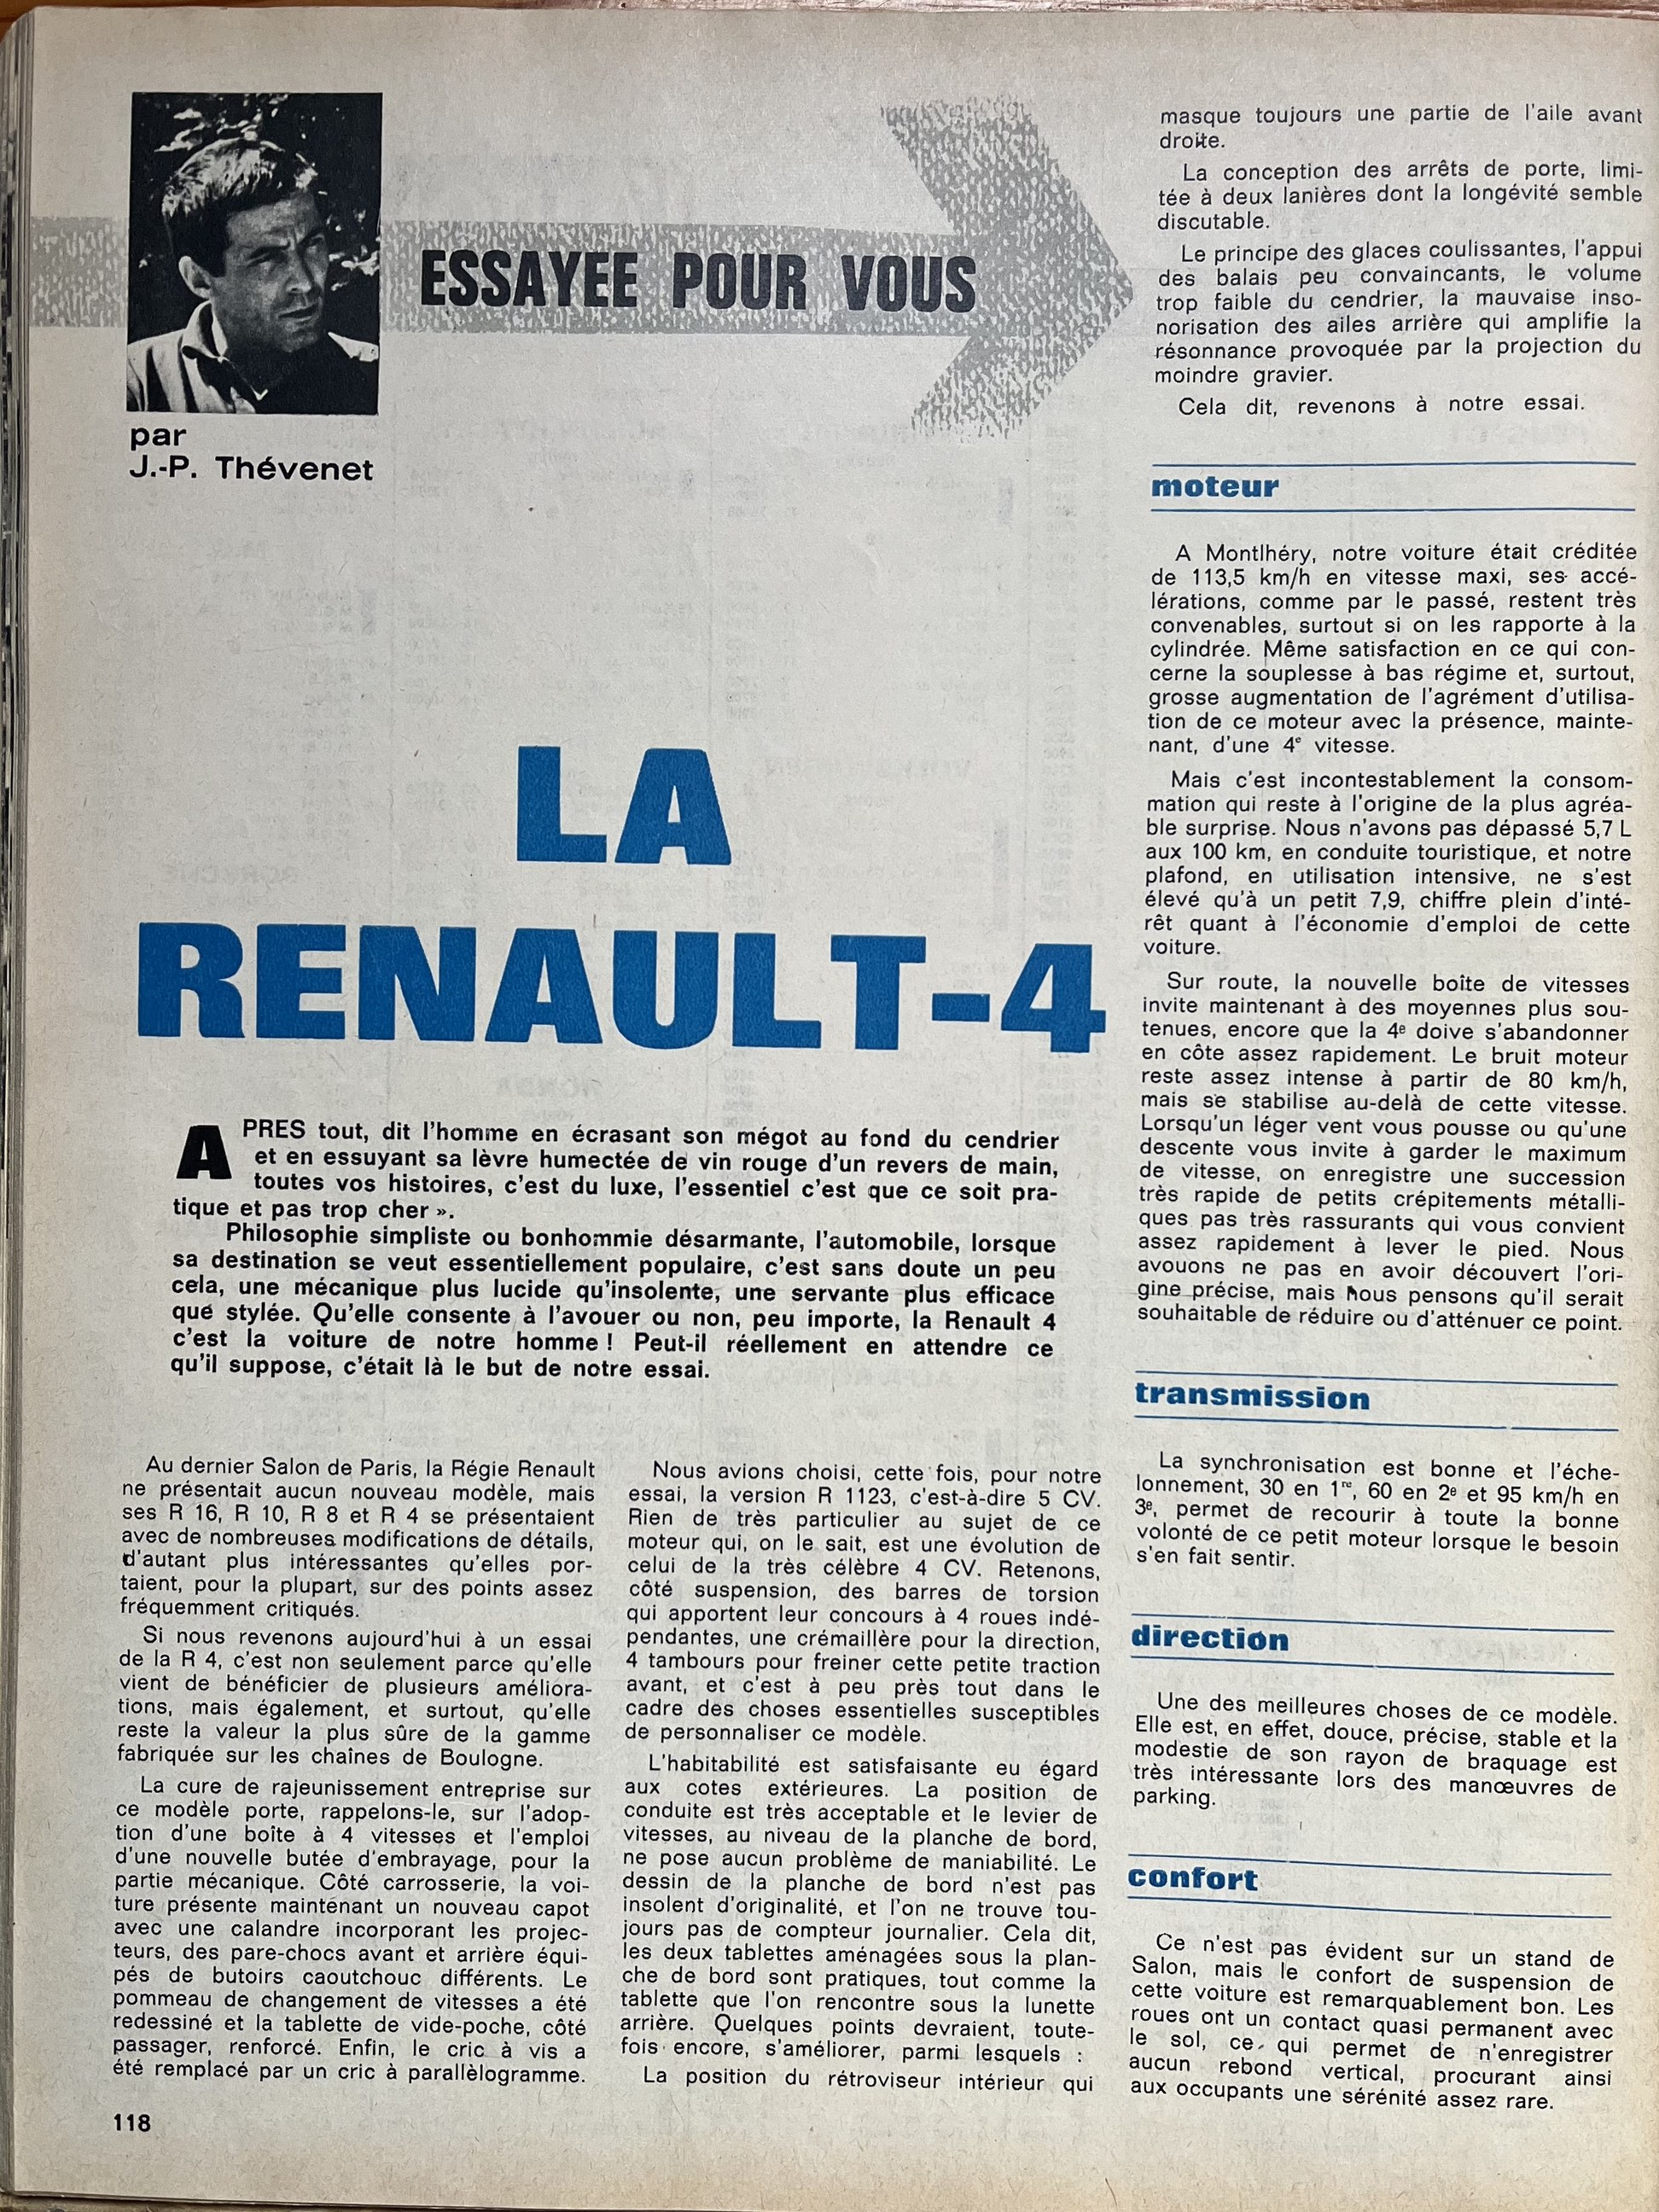 ESSAYEE POUR VOUS
par
J.-P. Thévenet
LA
RENAULT-4
APRES tout, dit l'homme en écrasant son mégot au fond du cendrier
et en essuyant sa lèvre humectée de vin rouge d'un revers de main,
toutes vos histoires, c'est du luxe, l'essentiel c'est que ce soit pra-
tique et pas trop cher ».
Philosophie simpliste ou bonhommie désarmante, l'automobile, lorsque
sa destination se veut essentiellement populaire, c'est sans doute un peu
cela, une mécanique plus lucide qu'insolente, une servante plus efficace
que stylée. Qu'elle consente à l'avouer ou non, peu importe, la Renault 4
c'est la voiture de notre homme ! Peut-il réellement en attendre ce
qu'il suppose, c'était là le but de notre essai.
Au dernier Salon de Paris, la Régie Renault
ne présentait aucun nouveau modèle, mais
ses R 16, R 10, R 8 et R 4 se présentaient
avec de nombreuses modifications de détails,
d'autant plus intéressantes qu'elles por-
taient, pour la plupart, sur des points assez
fréquemment critiqués.
Si nous revenons aujourd'hui à un essai
de la R 4, c'est non seulement parce qu'elle
vient de bénéficier de plusieurs améliora-
tions, mais également, et surtout, qu'elle
reste la valeur la plus sûre de la gamme
fabriquée sur les chaînes de Boulogne.
La cure de rajeunissement entreprise sur
ce modèle porte, rappelons-le, sur l'adop-
tion d'une boîte à 4 vitesses et l'emploi
d'une nouvelle butée d'embrayage, pour la
partie mécanique. Côté carrosserie, la voi-
ture présente maintenant un nouveau capot
avec une calandre incorporant les projec-
teurs, des pare-chocs avant et arrière équi-
pés de butoirs caoutchouc différents. Le
pommeau de changement de vitesses a été
redessiné et la tablette de vide-poche, côté
passager, renforcé. Enfin, le cric à vis a
été remplacé par un cric à parallèlogramme.
Nous avions choisi, cette fois, pour notre
essai, la version R 1123, c'est-à-dire 5 CV.
Rien de très particulier au sujet de ce
moteur qui, on le sait, est une évolution de
celui de la très célèbre 4 CV. Retenons,
côté suspension, des barres de torsion
qui apportent leur concours à 4 roues indé-
pendantes, une crémaillère pour la direction,
4 tambours pour freiner cette petite traction
avant, et c'est à peu près tout dans le
cadre des choses essentielles susceptibles
de personnaliser ce modèle.
L'habitabilité est satisfaisante eu égard
aux cotes extérieures. La position de
conduite est très acceptable et le levier de
vitesses, au niveau de la planche de bord,
ne pose aucun problème de maniabilité. Le
dessin de la planche de bord n'est pas
insolent d'originalité, et l'on ne trouve tou-
jours pas de compteur journalier. Cela dit,
les deux tablettes aménagées sous la plan-
che de bord sont pratiques, tout comme la
tablette que l'on rencontre sous la lunette
arrière. Quelques points devraient, toute-
fois encore, s'améliorer, parmi lesquels :
La position du rétroviseur intérieur qui
masque toujours une partie de l'aile avant
droite.
La conception des arrêts de porte, limi-
tée à deux lanières dont la longévité semble
discutable.
Le principe des glaces coulissantes, l'appui
des balais peu convaincants, le volume
trop faible du cendrier, la mauvaise inso-
norisation des ailes arrière qui amplifie la
résonnance provoquée par la projection du
moindre gravier.
Cela dit, revenons à notre essai.
moteur
A Montlhéry, notre voiture était créditée
de 113,5 km/h en vitesse maxi, ses accé-
lérations, comme par le passé, restent très
convenables, surtout si on les rapporte à la
cylindrée. Même satisfaction en ce qui con-
cerne la souplesse à bas régime et, surtout,
grosse augmentation de l'agrément d'utilisa-
tion de ce moteur avec la présence, mainte-
nant, d'une 4e vitesse.
Mais c'est incontestablement la consom-
mation qui reste à l'origine de la plus agréa-
ble surprise. Nous n'avons pas dépassé 5,7 L
aux 100 km, en conduite touristique, et notre
plafond, en utilisation intensive, ne s'est
élevé qu'à un petit 7,9, chiffre plein d'inté-
rêt quant à l'économie d'emploi de cette
voiture.
Sur route, la nouvelle boîte de vitesses
invite maintenant à des moyennes plus sou-
tenues, encore que la 4e doive s'abandonner
en côte assez rapidement. Le bruit moteur
reste assez intense à partir de 80 km/h,
mais se stabilise au-delà de cette vitesse.
Lorsqu'un léger vent vous pousse ou qu'une
descente vous invite à garder le maximum
de vitesse, on enregistre une succession
très rapide de petits crépitements métalli-
ques pas très rassurants qui vous convient
assez rapidement à lever le pied. Nous
avouons ne pas en avoir découvert l'ori-
gine précise, mais nous pensons qu'il serait
souhaitable de réduire ou d'atténuer ce point.
transmission
La synchronisation est bonne et l'éche-
lonnement, 30 en 1re, 60 en 2e et 95 km/h en
3e, permet de recourir à toute la bonne
volonté de ce petit moteur lorsque le besoin
s'en fait sentir.
direction
Une des meilleures choses de ce modèle.
Elle est, en effet, douce, précise, stable et la
modestie de son rayon de braquage est
très intéressante lors des manœuvres de
parking.
confort
Ce n'est pas évident sur un stand de
Salon, mais le confort de suspension de
cette voiture est remarquablement bon. Les
roues ont un contact quasi permanent avec
le sol, ce qui permet de n'enregistrer
aucun rebond vertical, procurant ainsi
aux occupants une sérénité assez rare.
118